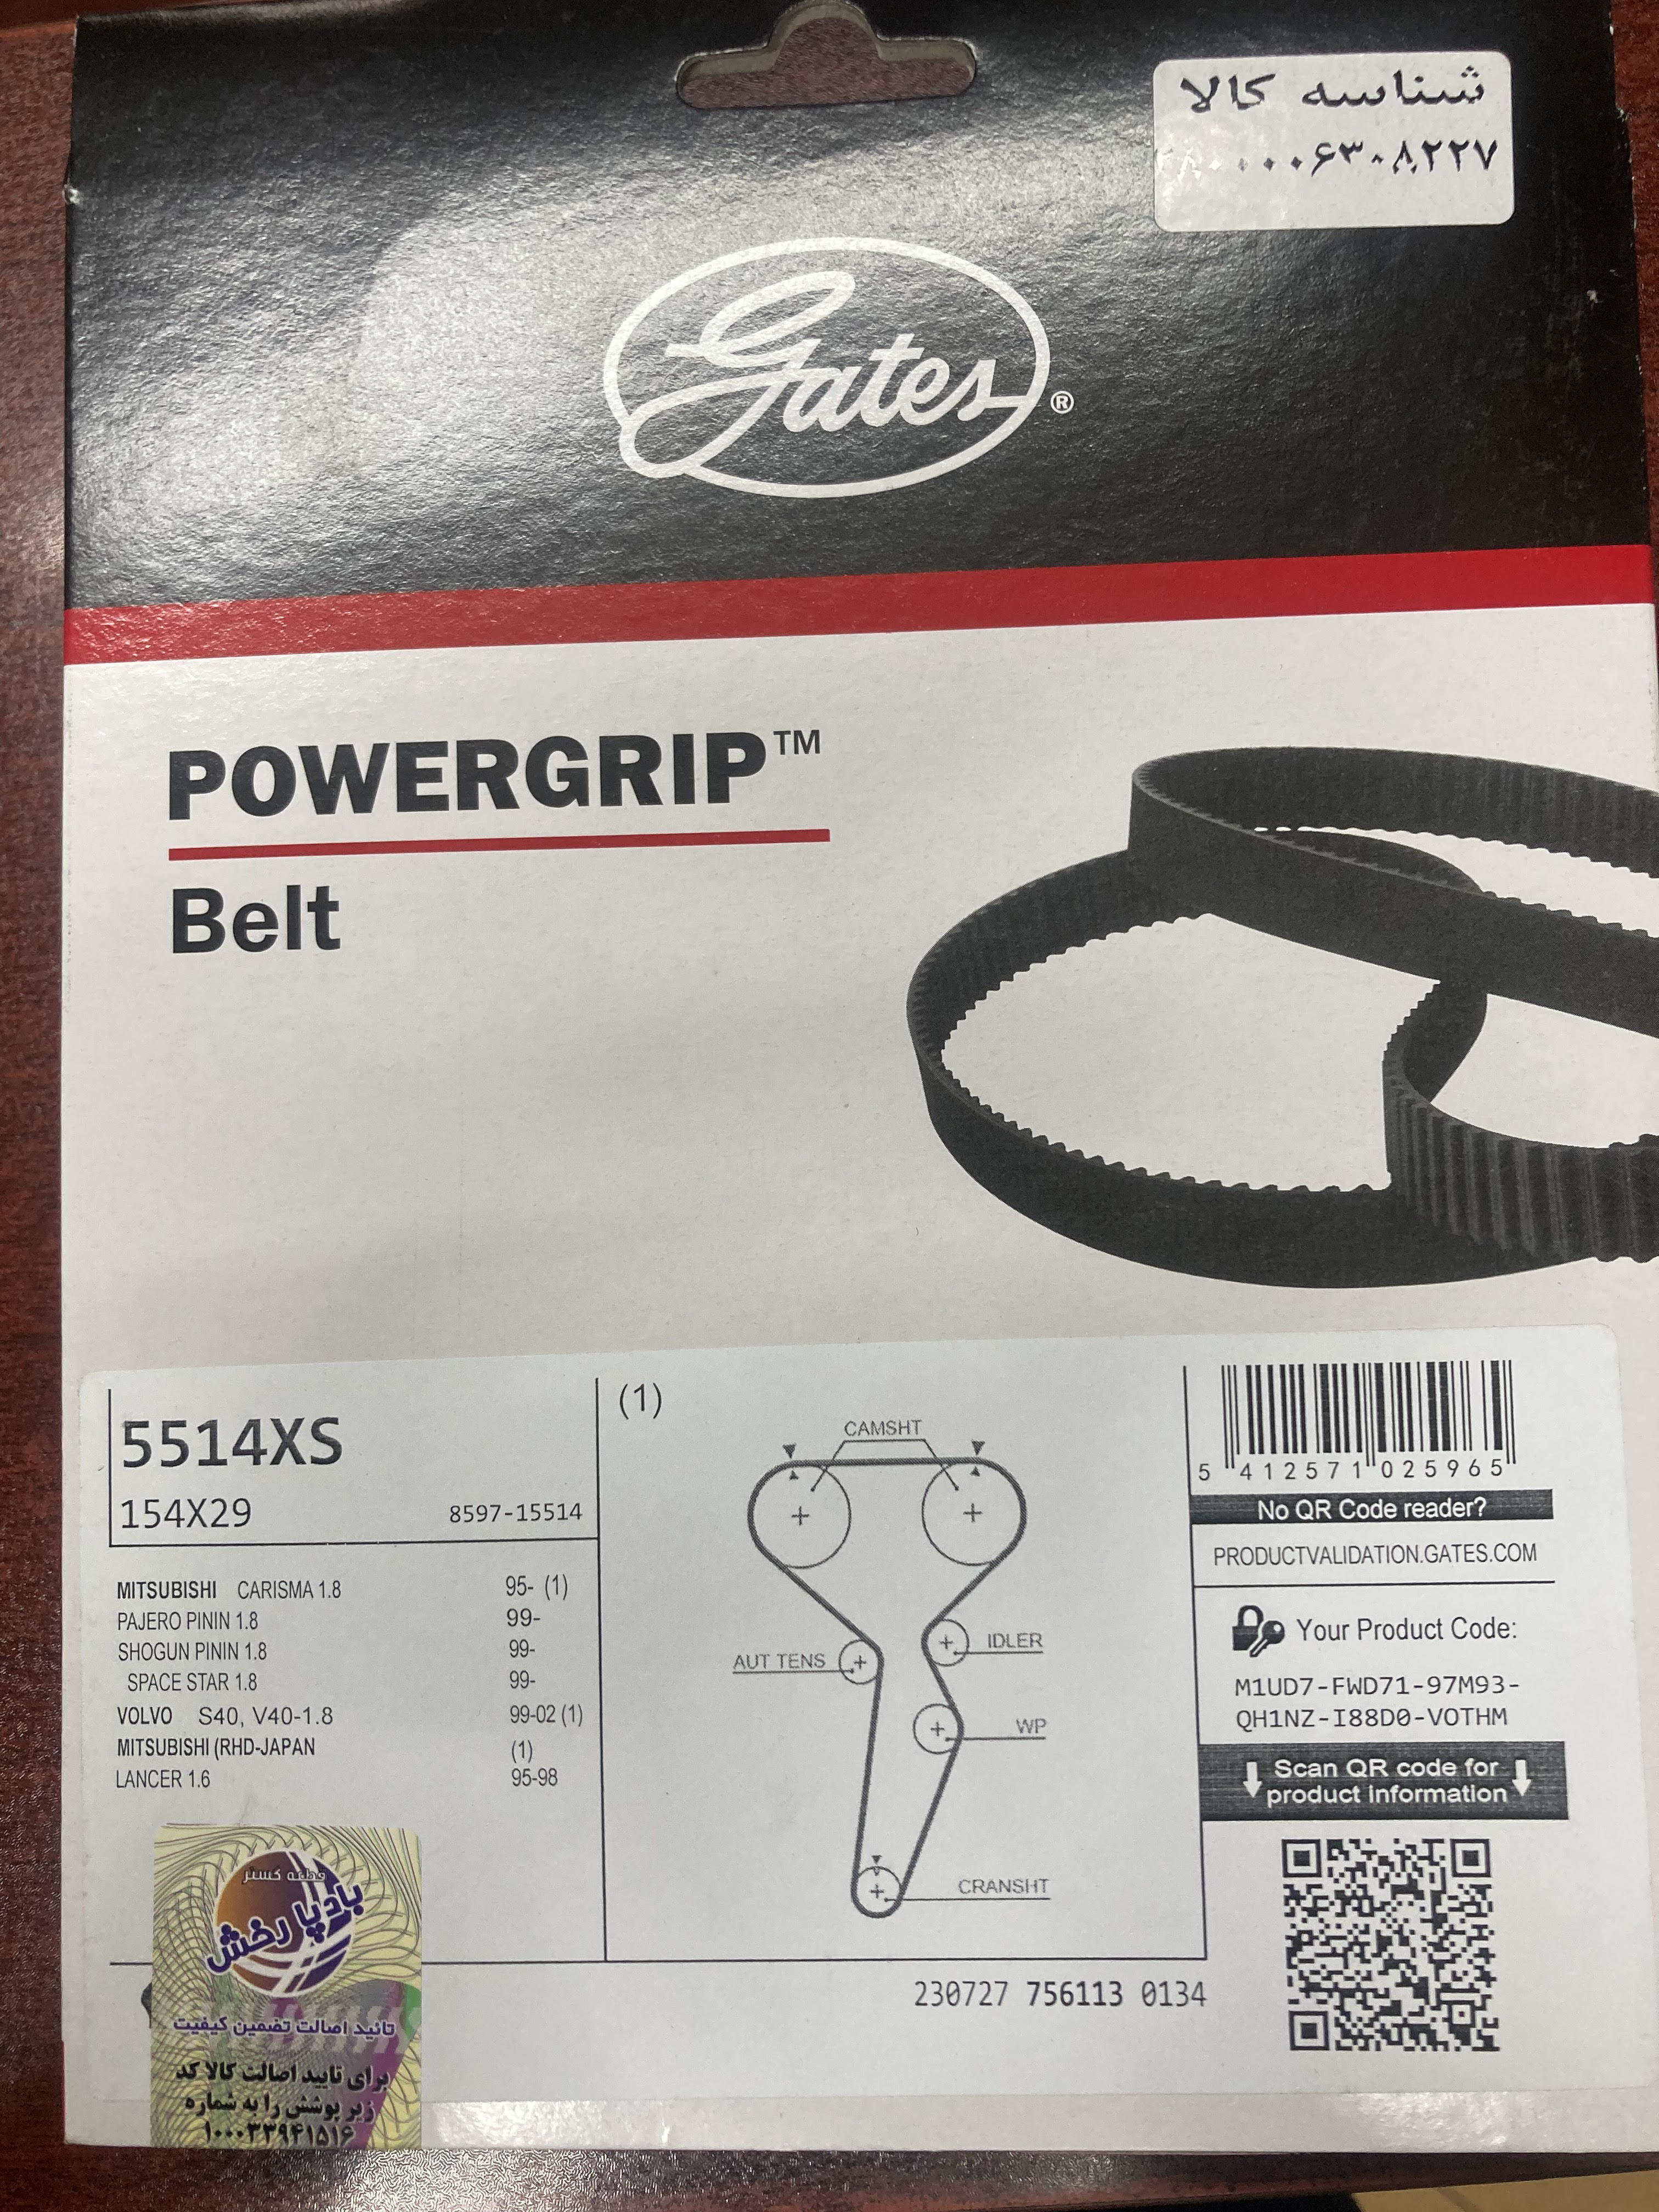 شناسه کالا
۲۸۰۰۰۰۶۳۰۸۲۲۷
Gates®
POWERGRIP™
Belt
5514XS
154X29 8597-15514
MITSUBISHI CARISMA 1.8 95- (1)
PAJERO PININ 1.8 99-
SHOGUN PININ 1.8 99-
SPACE STAR 1.8 99-
VOLVO S40, V40-1.8 99-02 (1)
MITSUBISHI (RHD-JAPAN (1)
LANCER 1.6 95-98
(1)
CAMSHT
AUT TENS
IDLER
WP
CRANSHT
5 412571 025965
No QR Code reader?
PRODUCTVALIDATION.GATES.COM
Your Product Code:
M1UD7-FWD71-97M93-
QH1NZ-I88D0-VOTHM
Scan QR code for
product information
230727 756113 0134
قطعه گستر
بادپا رخش
تائید اصالت تضمین کیفیت
برای تایید اصالت کالا کد
زیر پوشش را به شماره
۱۰۰۰۳۳۹۴۱۵۱۶